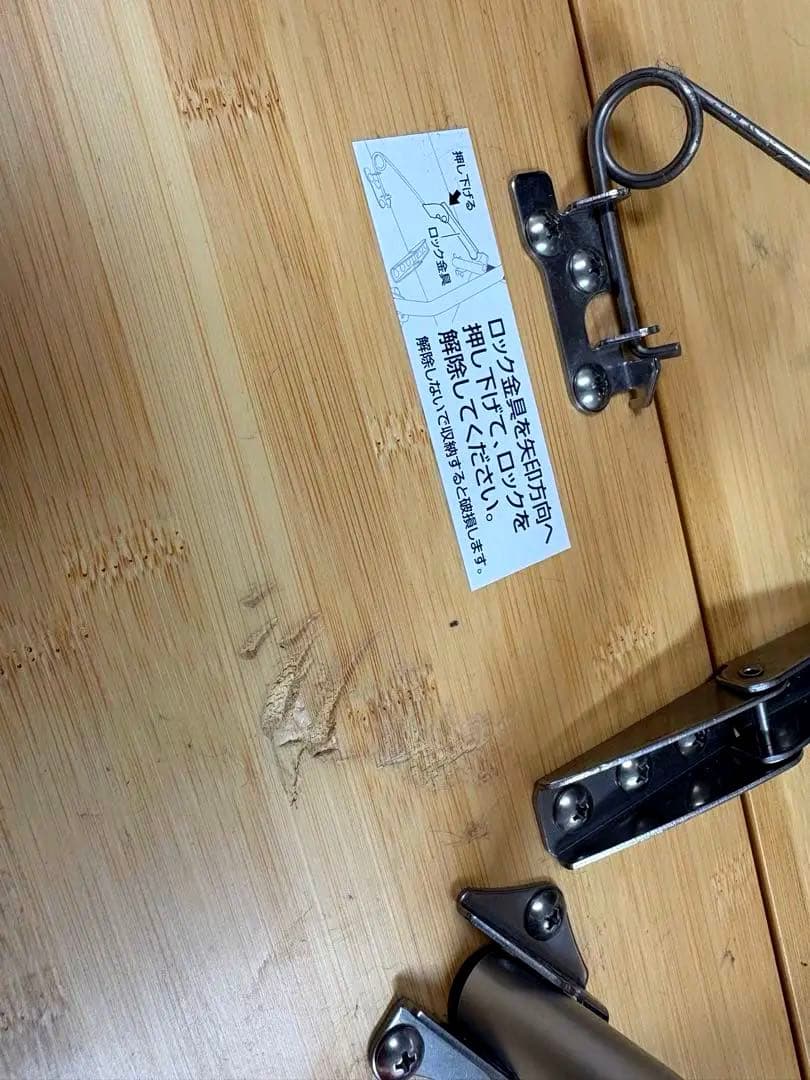 押し下げる
ロック金具
ロック金具を矢印方向へ
押し下げて、ロックを
解除してください。
解除しないで収納すると破損します。